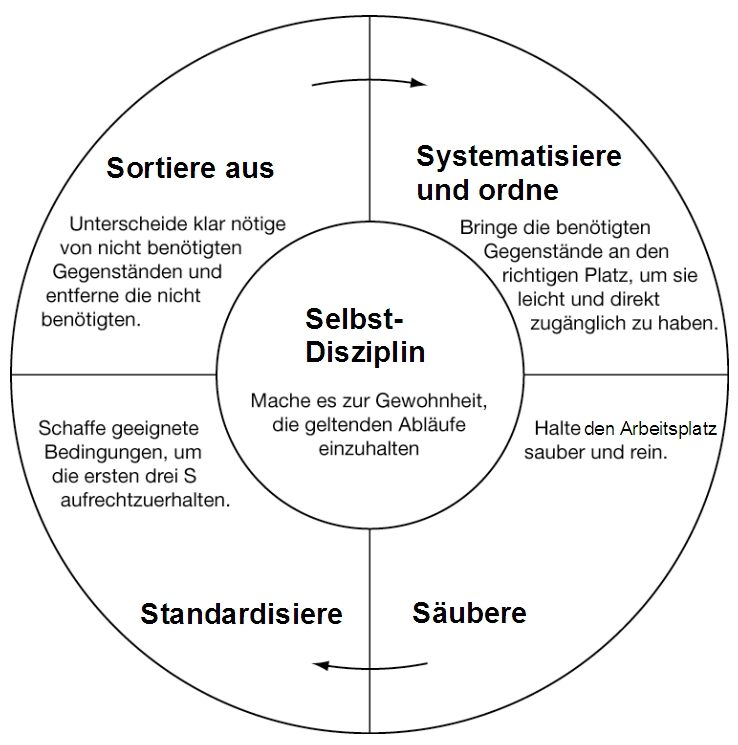 Sortiere aus
Unterscheide klar nötige
von nicht benötigten
Gegenständen und
entferne die nicht
benötigten.
Systematisiere
und ordne
Bringe die benötigten
Gegenstände an den
richtigen Platz, um sie
leicht und direkt
zugänglich zu haben.
Selbst-
Disziplin
Mache es zur Gewohnheit,
die geltenden Abläufe
einzuhalten
Schaffe geeignete
Bedingungen, um
die ersten drei S
aufrechtzuerhalten.
Standardisiere
Halte den Arbeitsplatz
sauber und rein.
Säubere